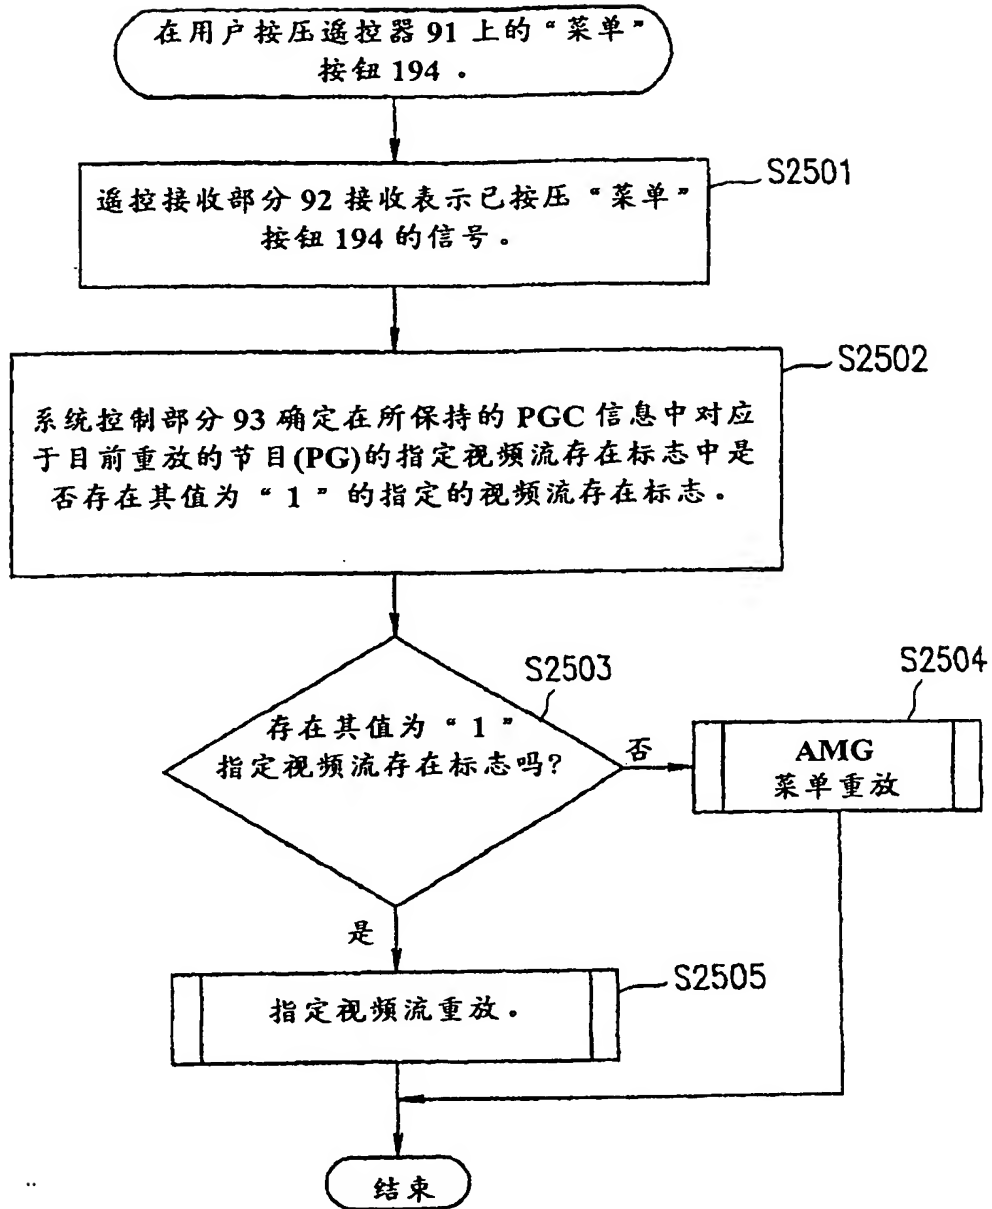 在用户按压遥控器 91 上的“菜单”
按钮 194 。
S2501
遥控接收部分 92 接收表示已按压“菜单”
按钮 194 的信号。
S2502
系统控制部分 93 确定在所保持的 PGC 信息中对应
于目前重放的节目(PG)的指定视频流存在标志中是
否存在其值为“1”的指定的视频流存在标志。
S2503
存在其值为“1”
指定视频流存在标志吗?
否
S2504
AMG
菜单重放
是
S2505
指定视频流重放。
结束